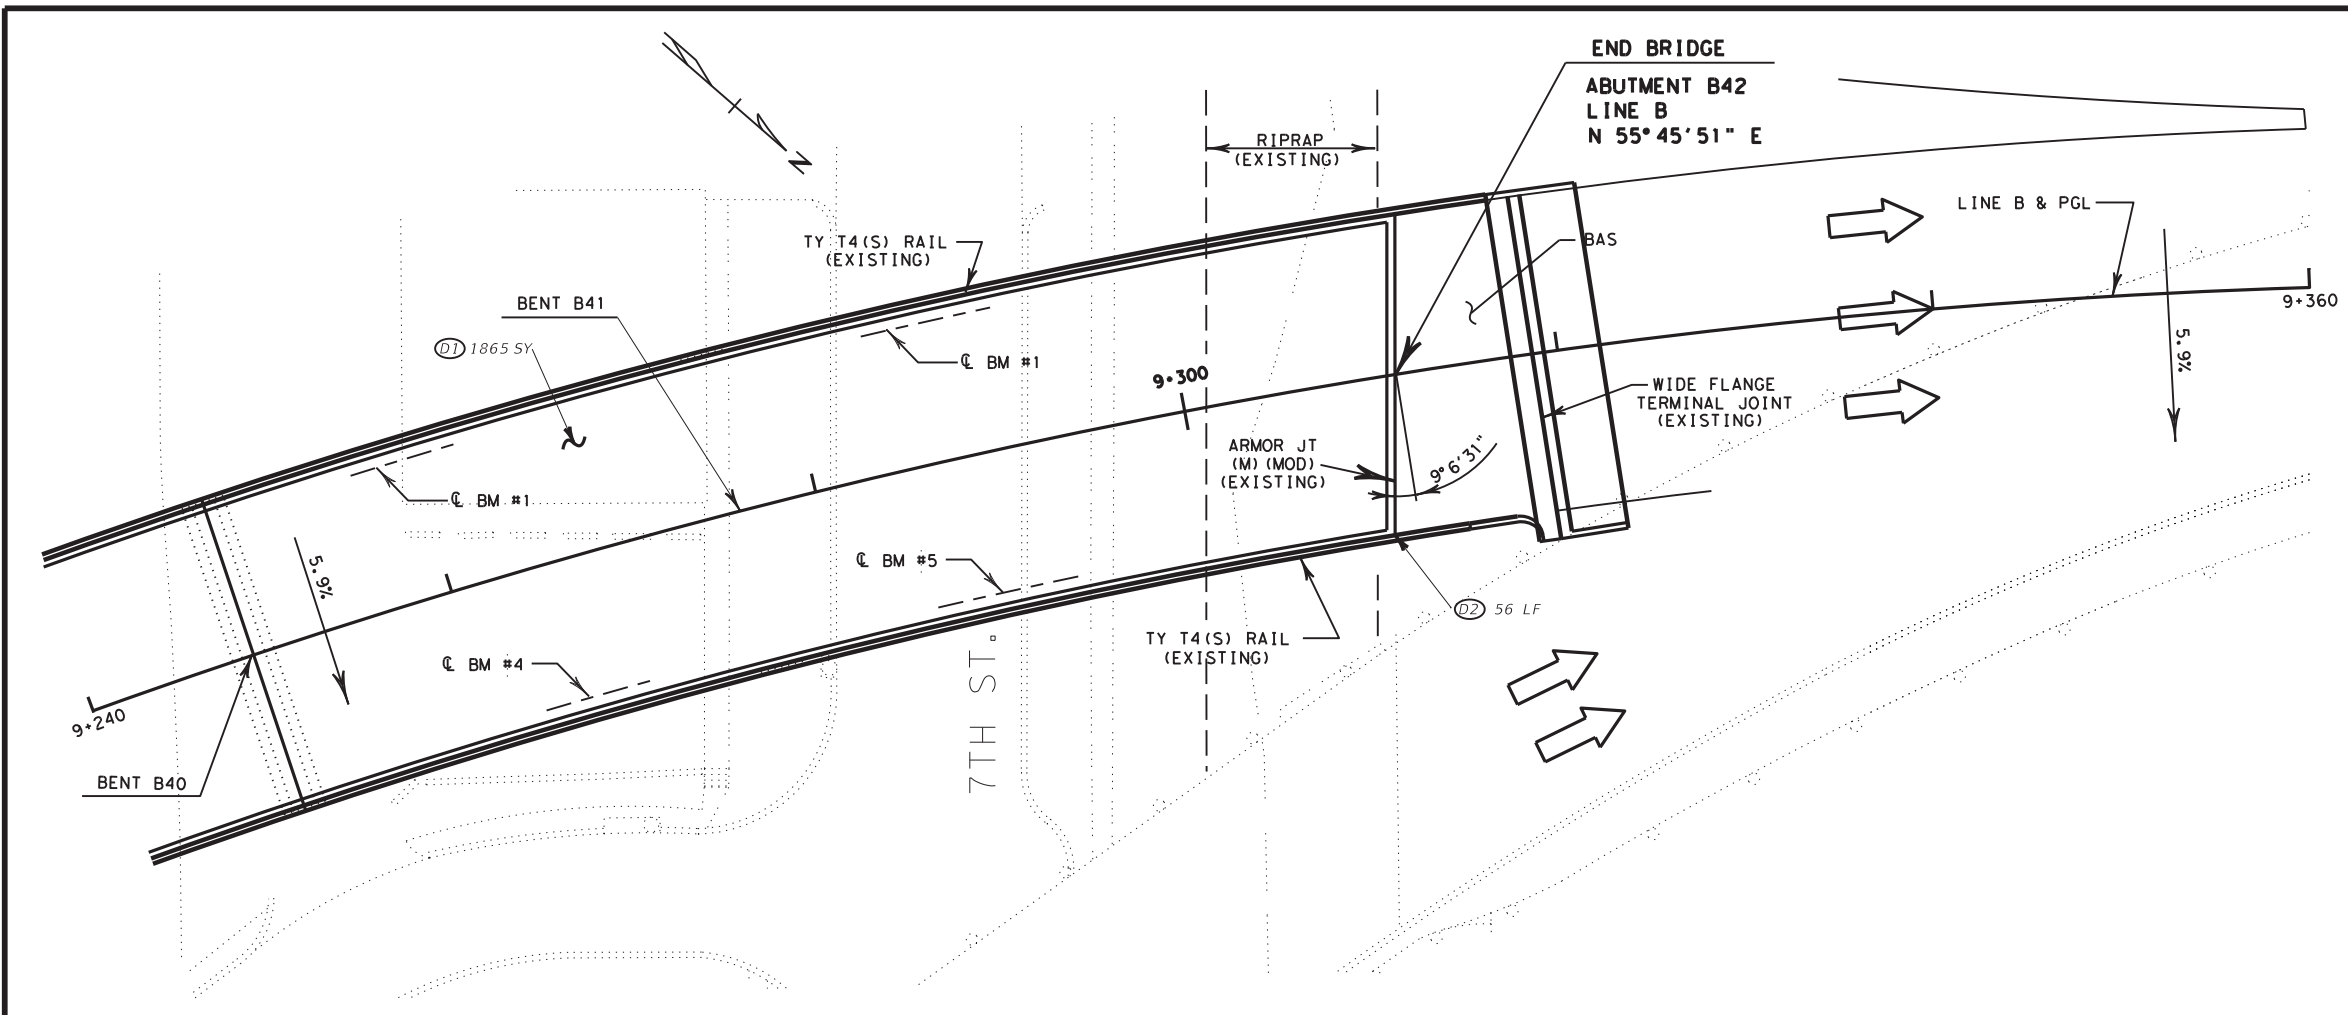 END BRIDGE
ABUTMENT B42
LINE B
N 55°45'51" E
RIPRAP
(EXISTING)
N
LINE B & PGL
TY T4(S) RAIL
(EXISTING)
BAS
BENT B41
9+360
D1 1865 SY
5.9%
℄ BM #1
9+300
WIDE FLANGE
TERMINAL JOINT
(EXISTING)
ARMOR JT
(M)(MOD)
(EXISTING)
9°6'31"
℄ BM #1
5.9%
℄ BM #5
D2 56 LF
TY T4(S) RAIL
(EXISTING)
℄ BM #4
7TH ST.
9+240
BENT B40